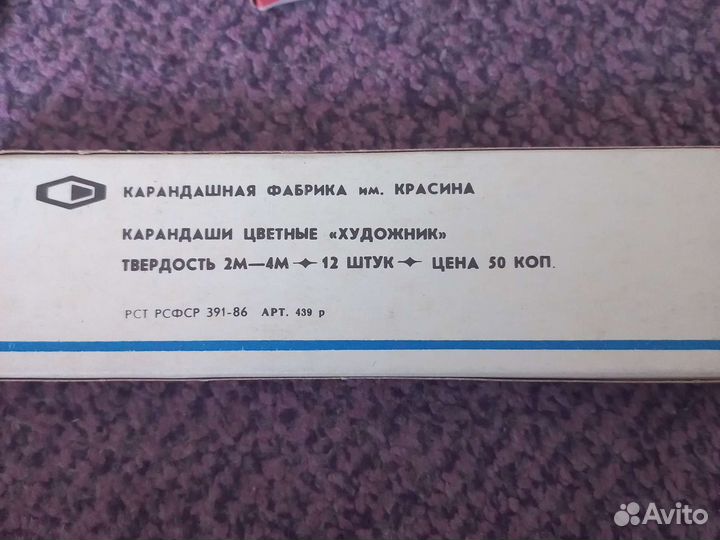 КАРАНДАШНАЯ ФАБРИКА им. КРАСИНА
КАРАНДАШИ ЦВЕТНЫЕ «ХУДОЖНИК»
ТВЕРДОСТЬ 2М—4М 12 ШТУК ЦЕНА 50 КОП.
РСТ РСФСР 391-86 АРТ. 439 р
Avito